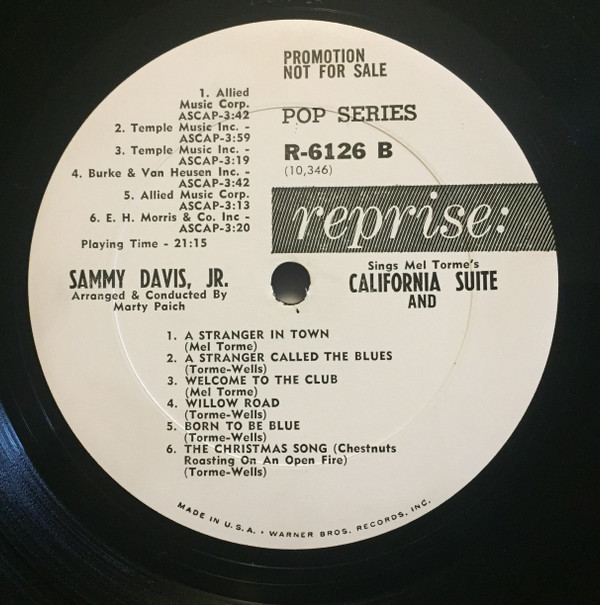 PROMOTION
NOT FOR SALE
1. Allied
Music Corp.
ASCAP-3:42
2. Temple Music Inc. -
ASCAP-3:59
3. Temple Music Inc. -
ASCAP-3:19
4. Burke & Van Heusen Inc. -
ASCAP-3:42
5. Allied Music Corp.
ASCAP-3:13
6. E. H. Morris & Co. Inc -
ASCAP-3:20
Playing Time - 21:15
POP SERIES
R-6126 B
(10,346)
reprise:
SAMMY DAVIS, JR.
Arranged & Conducted By
Marty Paich
Sings Mel Torme's
CALIFORNIA SUITE
AND
1. A STRANGER IN TOWN
(Mel Torme)
2. A STRANGER CALLED THE BLUES
(Torme-Wells)
3. WELCOME TO THE CLUB
(Mel Torme)
4. WILLOW ROAD
(Torme-Wells)
5. BORN TO BE BLUE
(Torme-Wells)
6. THE CHRISTMAS SONG (Chestnuts
Roasting On An Open Fire)
(Torme-Wells)
MADE IN U.S.A. • WARNER BROS. RECORDS, INC.